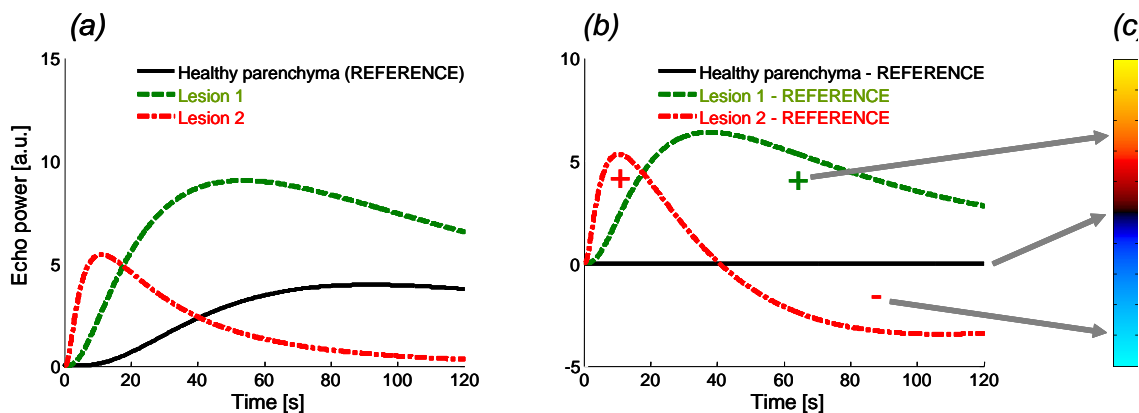 (a)
(b)
(c)
15
10
5
0
Echo power [a.u.]
Healthy parenchyma (REFERENCE)
Lesion 1
Lesion 2
0 20 40 60 80 100 120
Time [s]
10
5
0
-5
Healthy parenchyma - REFERENCE
Lesion 1 - REFERENCE
Lesion 2 - REFERENCE
+
+
-
0 20 40 60 80 100 120
Time [s]